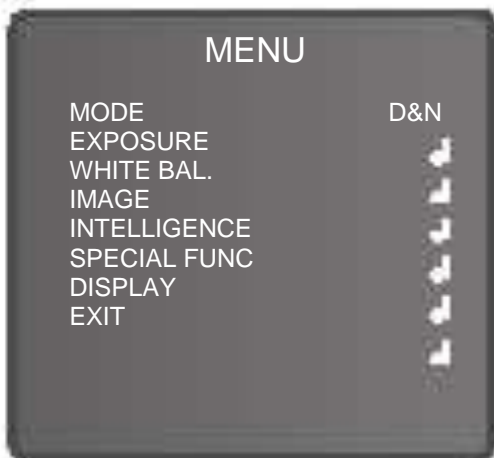 MENU
MODE D&N
EXPOSURE
WHITE BAL.
IMAGE
INTELLIGENCE
SPECIAL FUNC
DISPLAY
EXIT